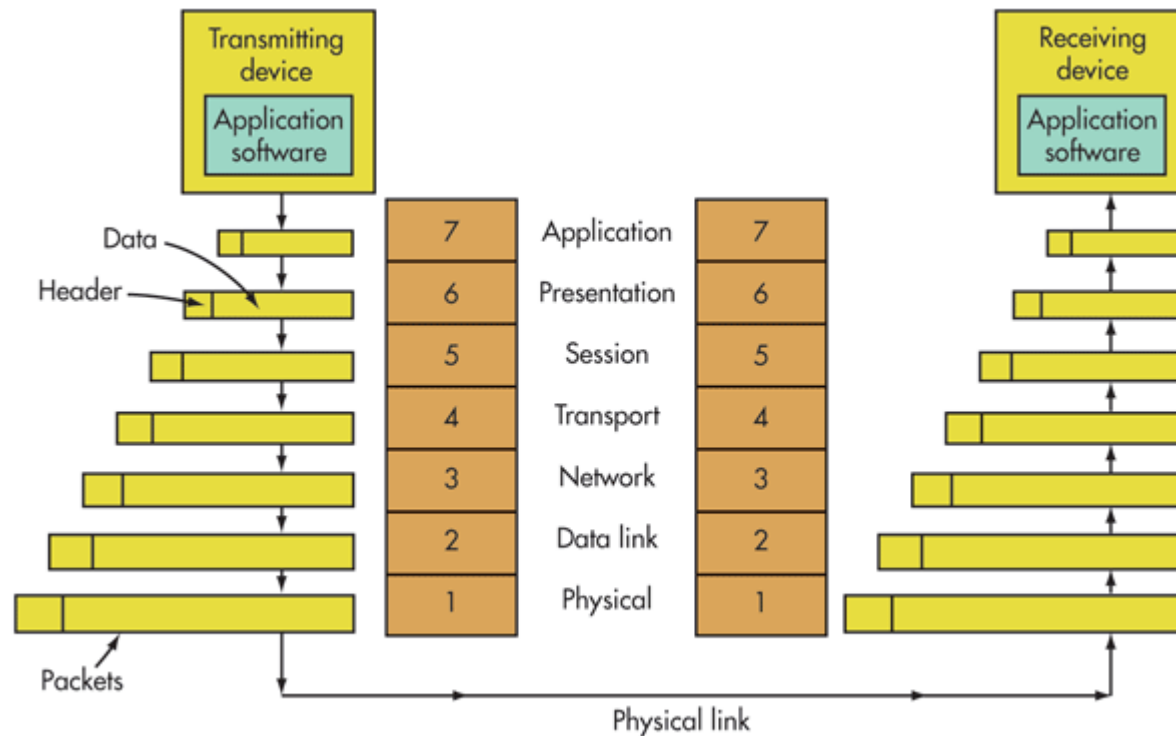 Transmitting
device
Application
software
Receiving
device
Application
software
Data
Header
7 Application 7
6 Presentation 6
5 Session 5
4 Transport 4
3 Network 3
2 Data link 2
1 Physical 1
Packets
Physical link